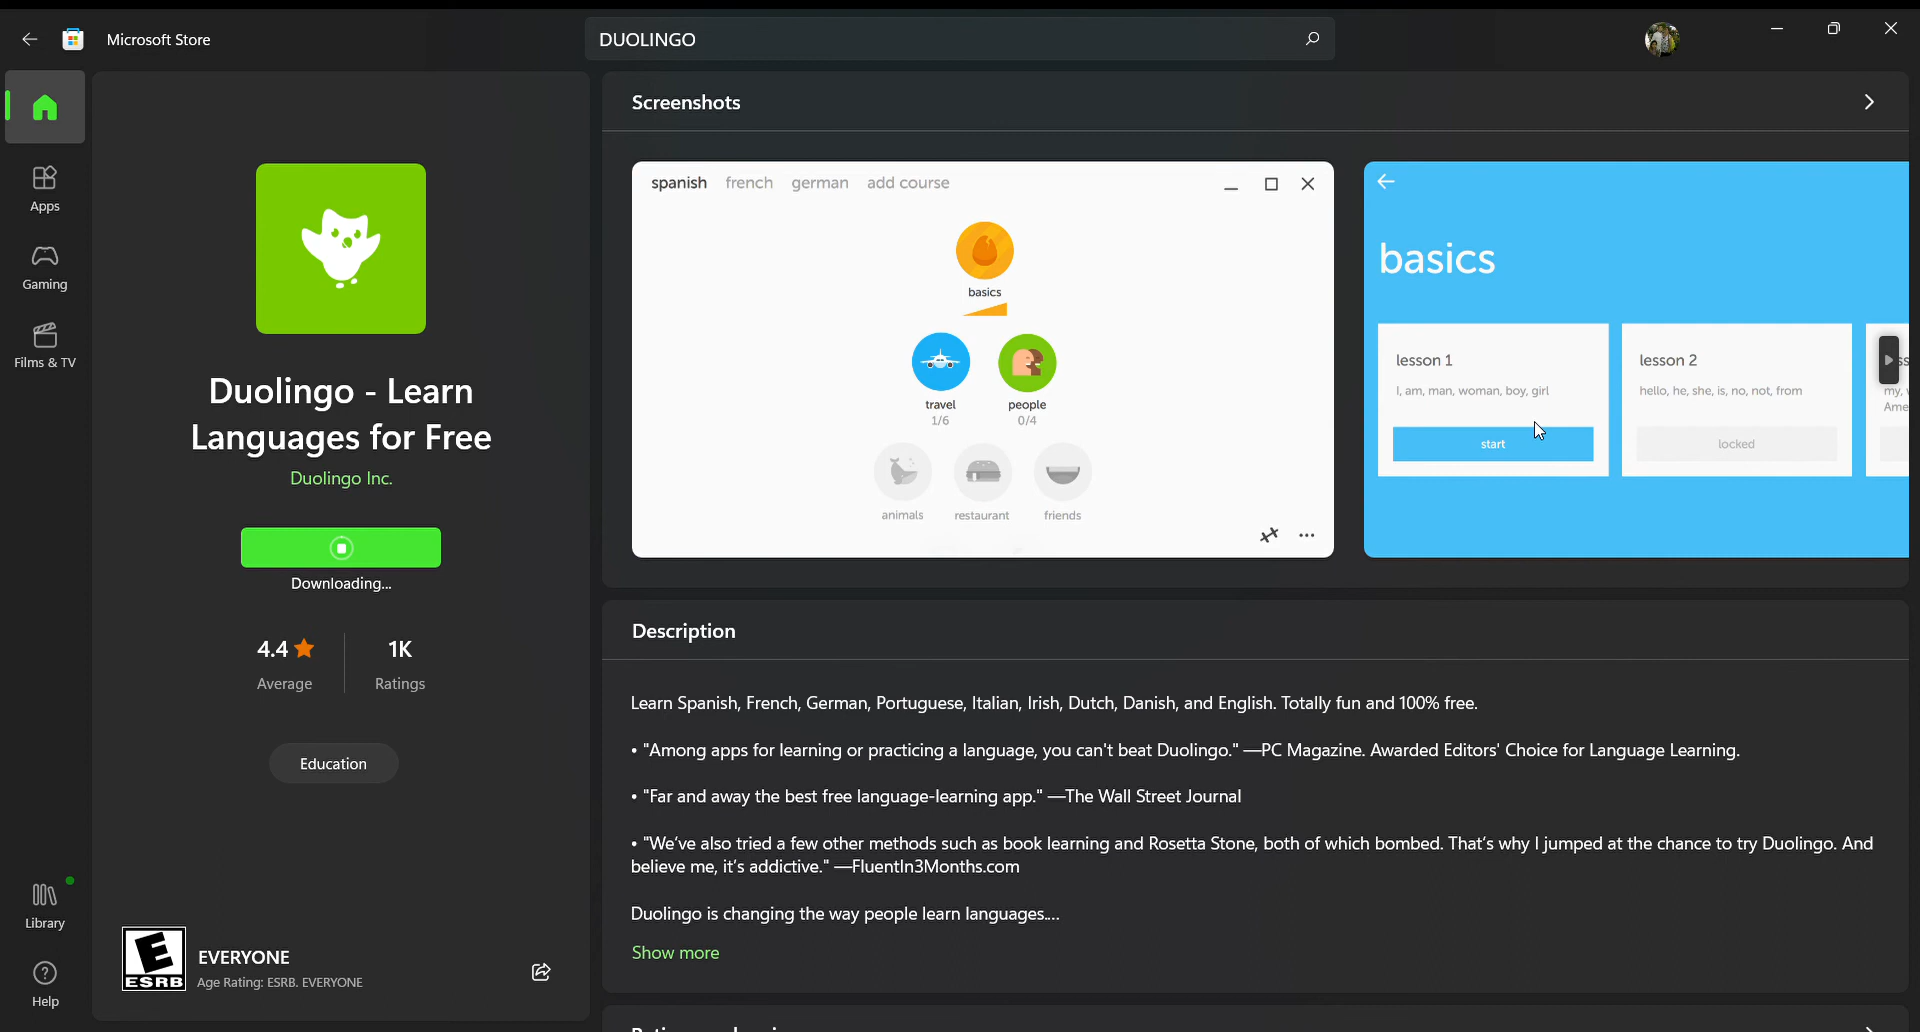 Microsoft Store
DUOLINGO
Apps
Gaming
Films & TV
Library
Help
Duolingo - Learn
Languages for Free
Duolingo Inc.
Downloading...
4.4
Average
1K
Ratings
Education
E
ESRB
EVERYONE
Age Rating: ESRB. EVERYONE
Screenshots
spanish french german add course
basics
travel
1/6
people
0/4
animals
restaurant
friends
basics
lesson 1
I, am, man, woman, boy, girl
start
lesson 2
hello, he, she, is, no, not, from
locked
my,
Description
Learn Spanish, French, German, Portuguese, Italian, Irish, Dutch, Danish, and English. Totally fun and 100% free.
• "Among apps for learning or practicing a language, you can't beat Duolingo." —PC Magazine. Awarded Editors' Choice for Language Learning.
• "Far and away the best free language-learning app." —The Wall Street Journal
• "We've also tried a few other methods such as book learning and Rosetta Stone, both of which bombed. That's why I jumped at the chance to try Duolingo. And
believe me, it's addictive." —FluentIn3Months.com
Duolingo is changing the way people learn languages....
Show more